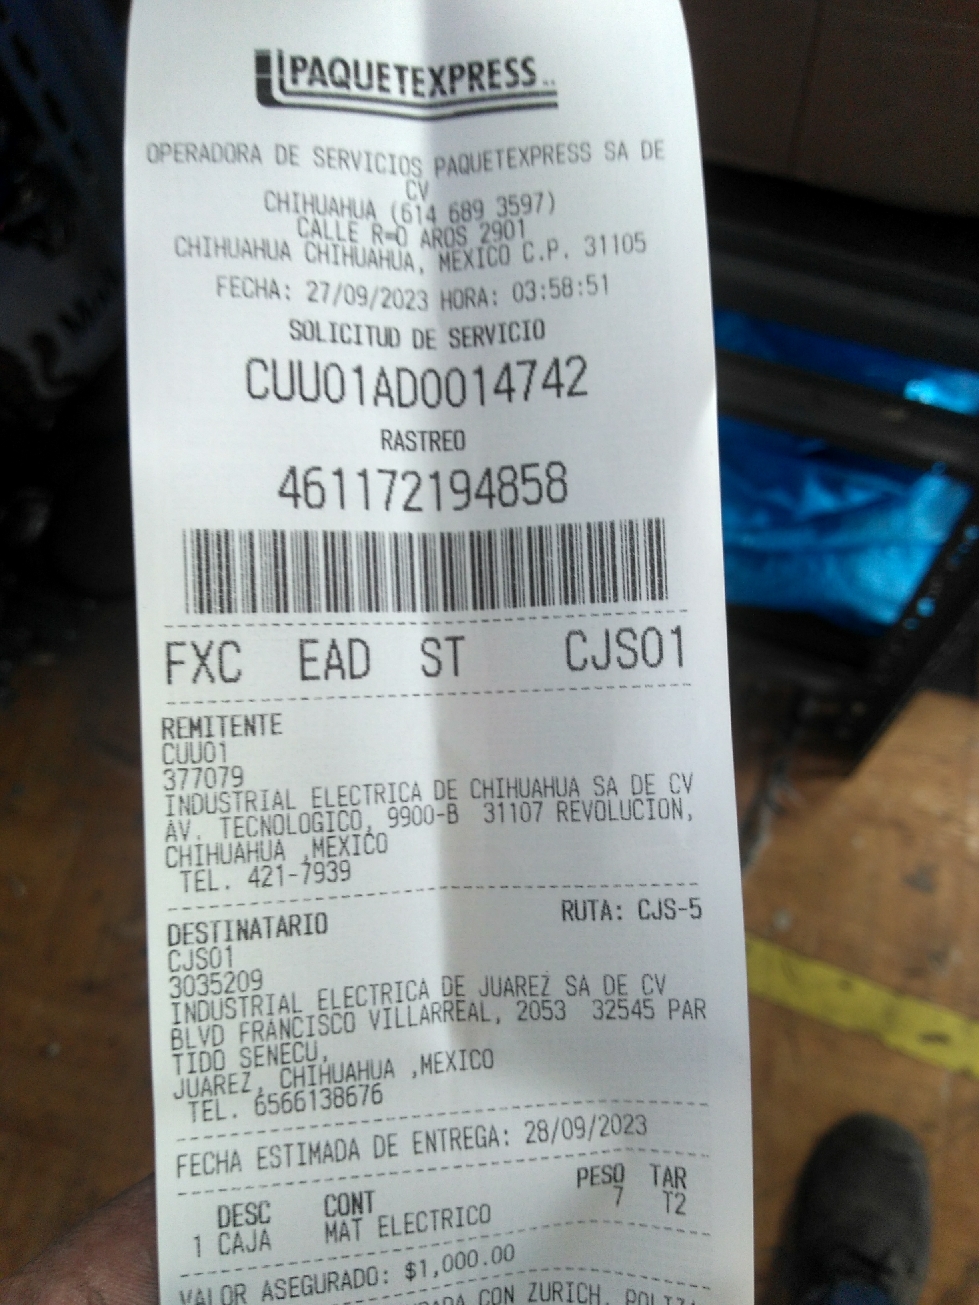 PAQUETEXPRESS
OPERADORA DE SERVICIOS PAQUETEXPRESS SA DE
CV
CHIHUAHUA (614 689 3597)
CALLE R=O AROS 2901
CHIHUAHUA CHIHUAHUA, MEXICO C.P. 31105
FECHA: 27/09/2023 HORA: 03:58:51
SOLICITUD DE SERVICIO
CUU01AD0014742
RASTREO
461172194858
FXC EAD ST CJS01
REMITENTE
CUU01
377079
INDUSTRIAL ELECTRICA DE CHIHUAHUA SA DE CV
AV. TECNOLOGICO, 9900-B 31107 REVOLUCION,
CHIHUAHUA ,MEXICO
TEL. 421-7939
DESTINATARIO RUTA: CJS-5
CJS01
3035209
INDUSTRIAL ELECTRICA DE JUAREZ SA DE CV
BLVD FRANCISCO VILLARREAL, 2053 32545 PAR
TIDO SENECU,
JUAREZ, CHIHUAHUA ,MEXICO
TEL. 6566138676
FECHA ESTIMADA DE ENTREGA: 28/09/2023
DESC CONT PESO TAR
1 CAJA MAT ELECTRICO 7 T2
VALOR ASEGURADO: $1,000.00
CON ZURICH.